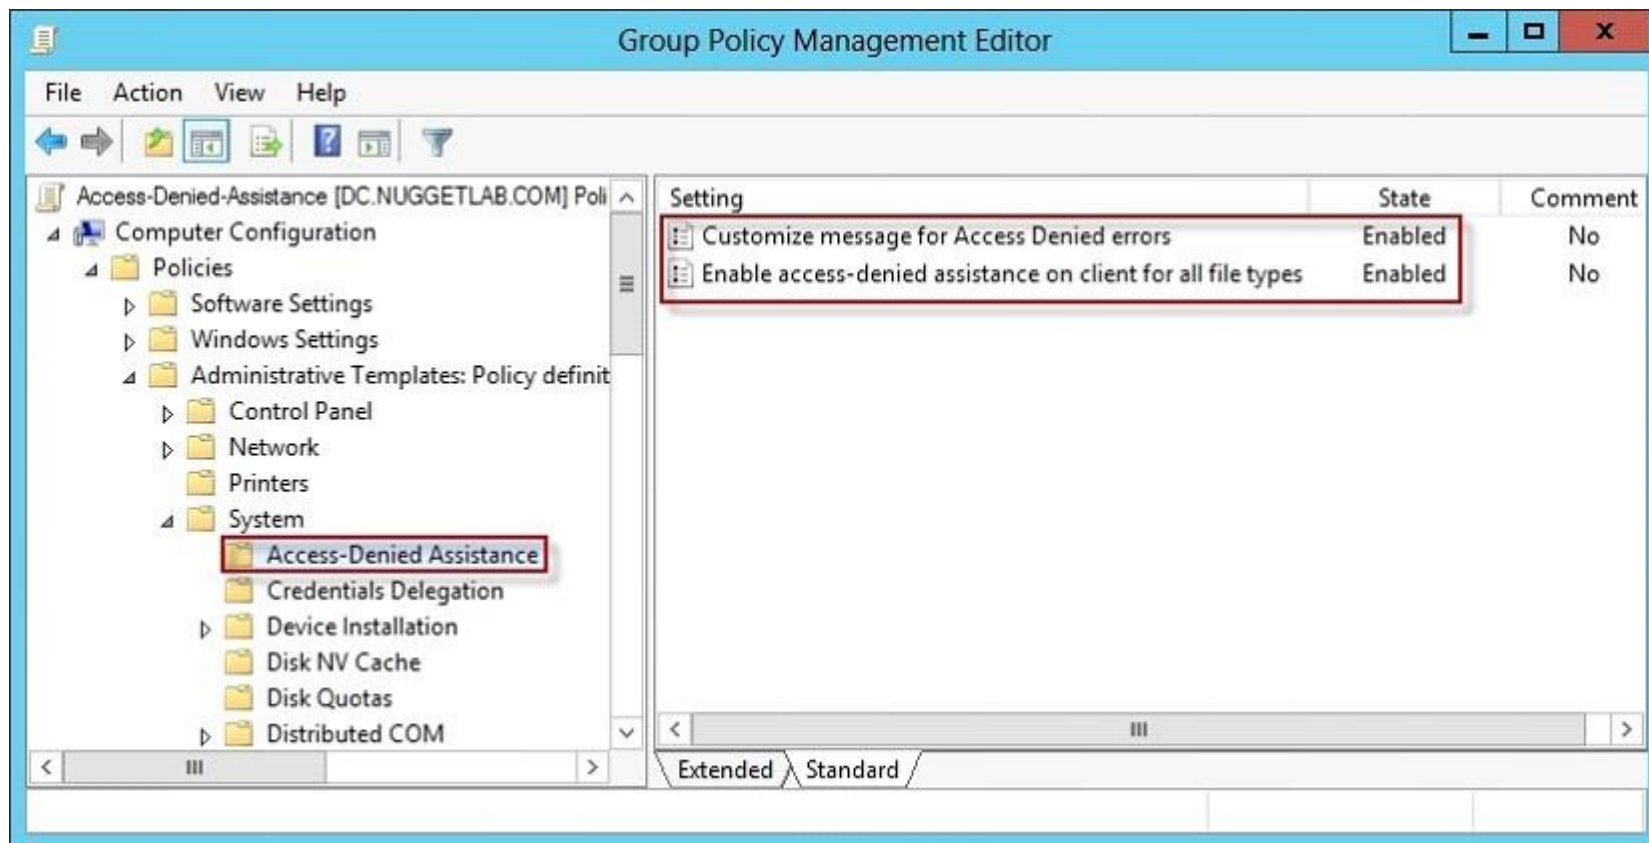 Group Policy Management Editor
File Action View Help
Access-Denied-Assistance [DC.NUGGETLAB.COM] Poli
Computer Configuration
Policies
Software Settings
Windows Settings
Administrative Templates: Policy definit
Control Panel
Network
Printers
System
Access-Denied Assistance
Credentials Delegation
Device Installation
Disk NV Cache
Disk Quotas
Distributed COM
Setting State Comment
Customize message for Access Denied errors Enabled No
Enable access-denied assistance on client for all file types Enabled No
Extended Standard